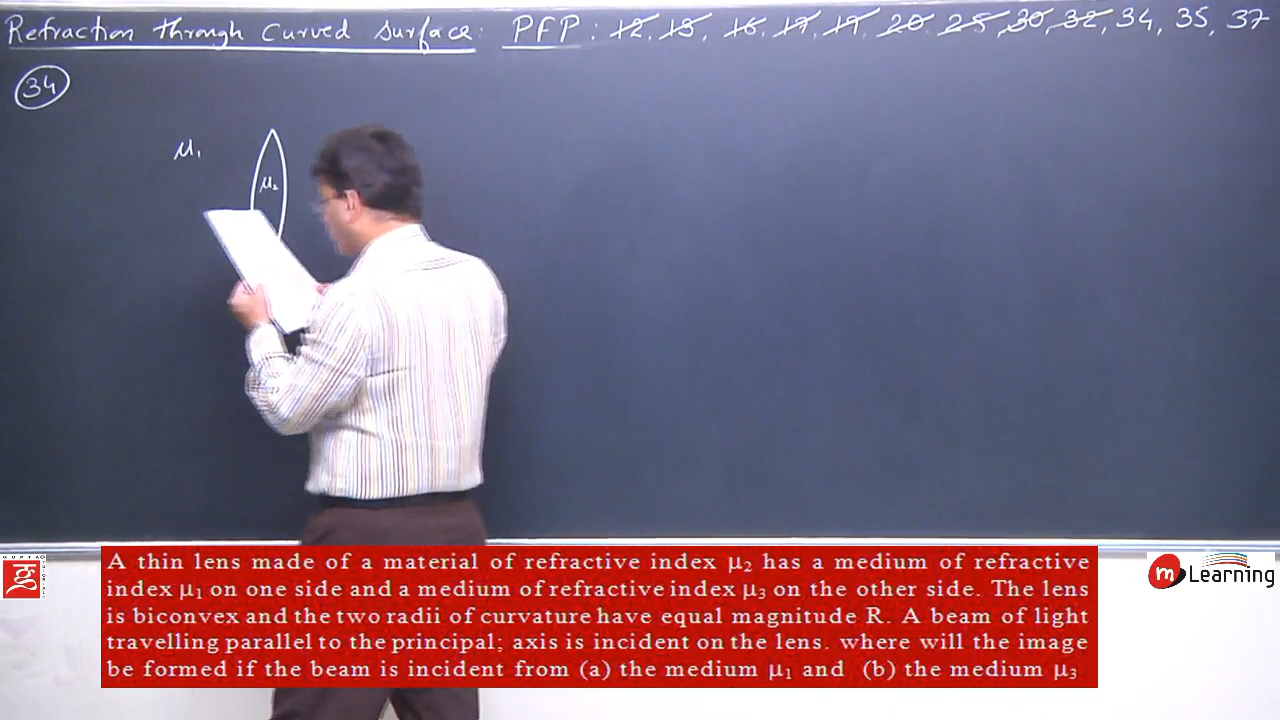 Refraction through Curved Surface: PFP: 12, 15, 16, 17, 19, 20, 25, 30, 32, 34, 35, 37
34
μ₁
μ₂
A thin lens made of a material of refractive index μ₂ has a medium of refractive
index μ₁ on one side and a medium of refractive index μ₃ on the other side. The lens
is biconvex and the two radii of curvature have equal magnitude R. A beam of light
travelling parallel to the principal; axis is incident on the lens. where will the image
be formed if the beam is incident from (a) the medium μ₁ and (b) the medium μ₃
GUPTA
m Learning